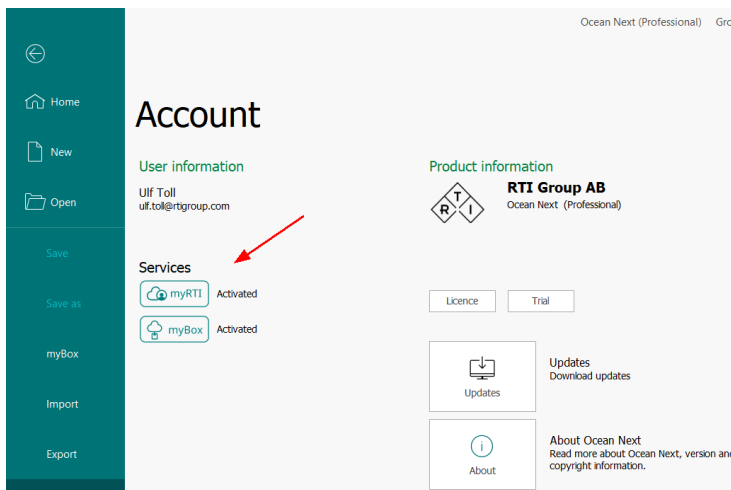 Ocean Next (Professional)
Home
New
Open
Save
Save as
myBox
Import
Export
Account
User information
Ulf Toll
ulf.toll@rtigroup.com
Services
myRTI Activated
myBox Activated
Product information
R T I
RTI Group AB
Ocean Next (Professional)
Licence Trial
Updates
Updates
Download updates
About
About Ocean Next
Read more about Ocean Next, version and
copyright information.